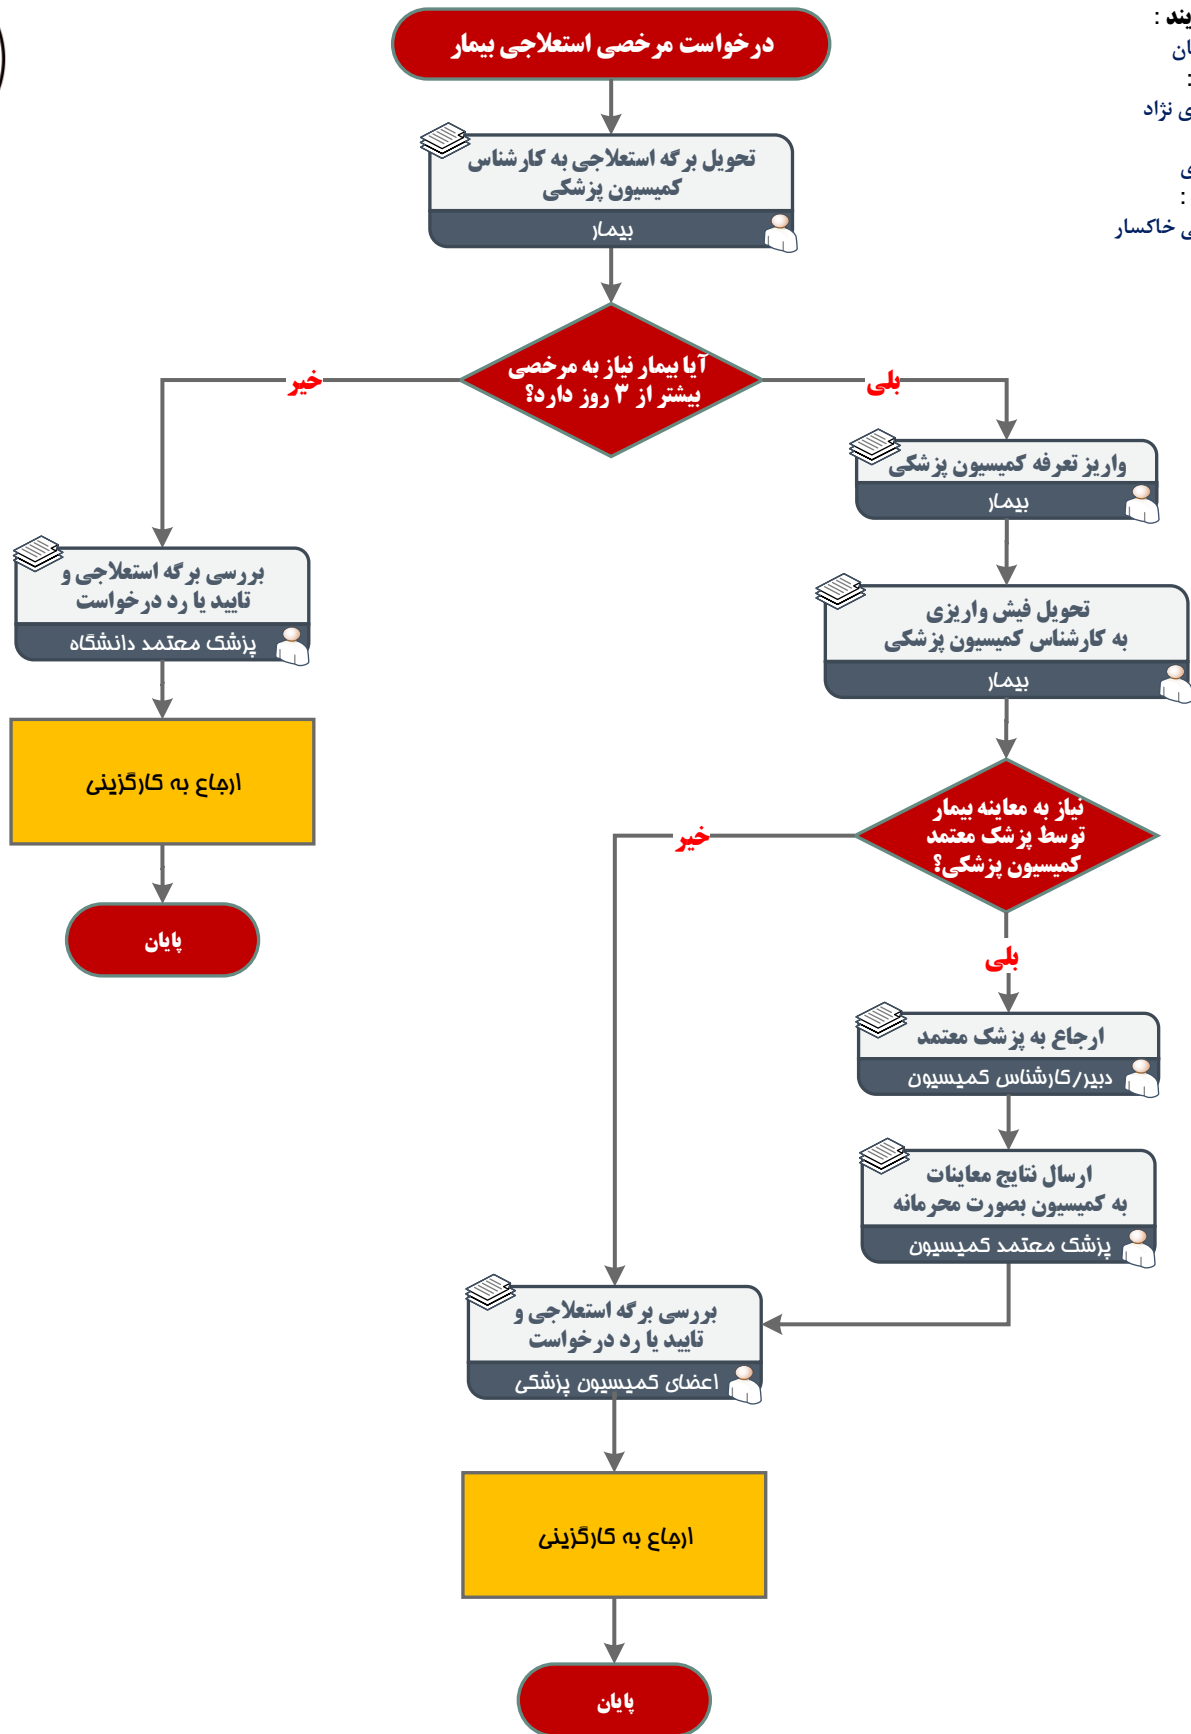 درخواست مرخصی استعلاجی بیمار
تحویل برگه استعلاجی به کارشناس
کمیسیون پزشکی
بیمار
آیا بیمار نیاز به مرخصی
بیشتر از ۳ روز دارد؟
بلی
خیر
واریز تعرفه کمیسیون پزشکی
بیمار
تحویل فیش واریزی
به کارشناس کمیسیون پزشکی
بیمار
بررسی برگه استعلاجی و
تایید یا رد درخواست
پزشک معتمد دانشگاه
ارجاع به کارگزینی
پایان
نیاز به معاینه بیمار
توسط پزشک معتمد
کمیسیون پزشکی؟
خیر
بلی
ارجاع به پزشک معتمد
دبیر/کارشناس کمیسیون
ارسال نتایج معاینات
به کمیسیون بصورت محرمانه
پزشک معتمد کمیسیون
بررسی برگه استعلاجی و
تایید یا رد درخواست
اعضای کمیسیون پزشکی
ارجاع به کارگزینی
پایان
:
ی نژاد
:
ی خاکسار